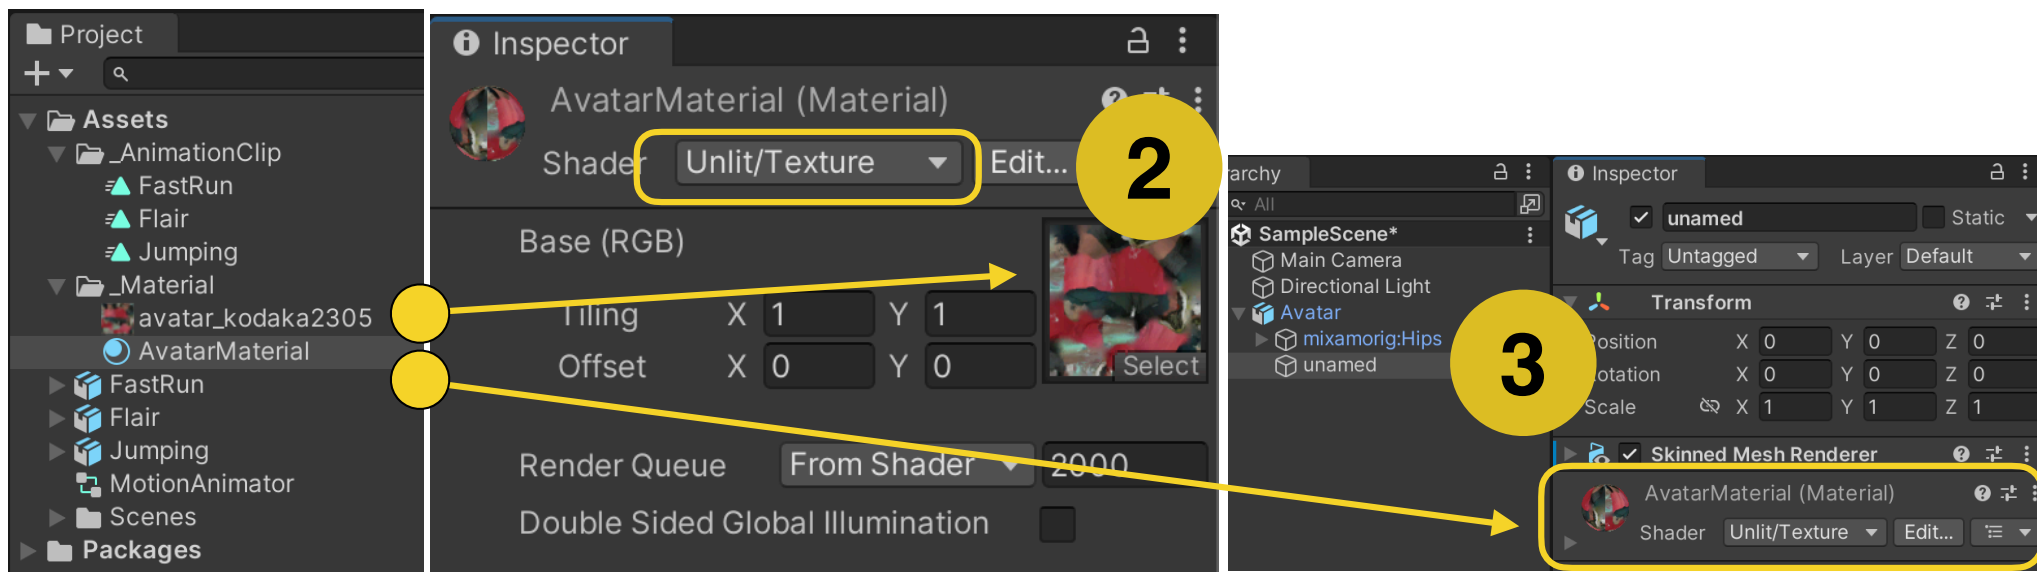 Project
Assets
_AnimationClip
FastRun
Flair
Jumping
_Material
avatar_kodaka2305
AvatarMaterial
FastRun
Flair
Jumping
MotionAnimator
Scenes
Packages
Inspector
AvatarMaterial (Material)
Shader Unlit/Texture Edit...
2
Base (RGB)
Tiling X 1 Y 1
Offset X 0 Y 0
Select
Render Queue From Shader 2000
Double Sided Global Illumination
rarchy
All
SampleScene*
Main Camera
Directional Light
Avatar
mixamorig:Hips
unamed
3
Inspector
unamed Static
Tag Untagged Layer Default
Transform
Position X 0 Y 0 Z 0
Rotation X 0 Y 0 Z 0
Scale X 1 Y 1 Z 1
Skinned Mesh Renderer
AvatarMaterial (Material)
Shader Unlit/Texture Edit...